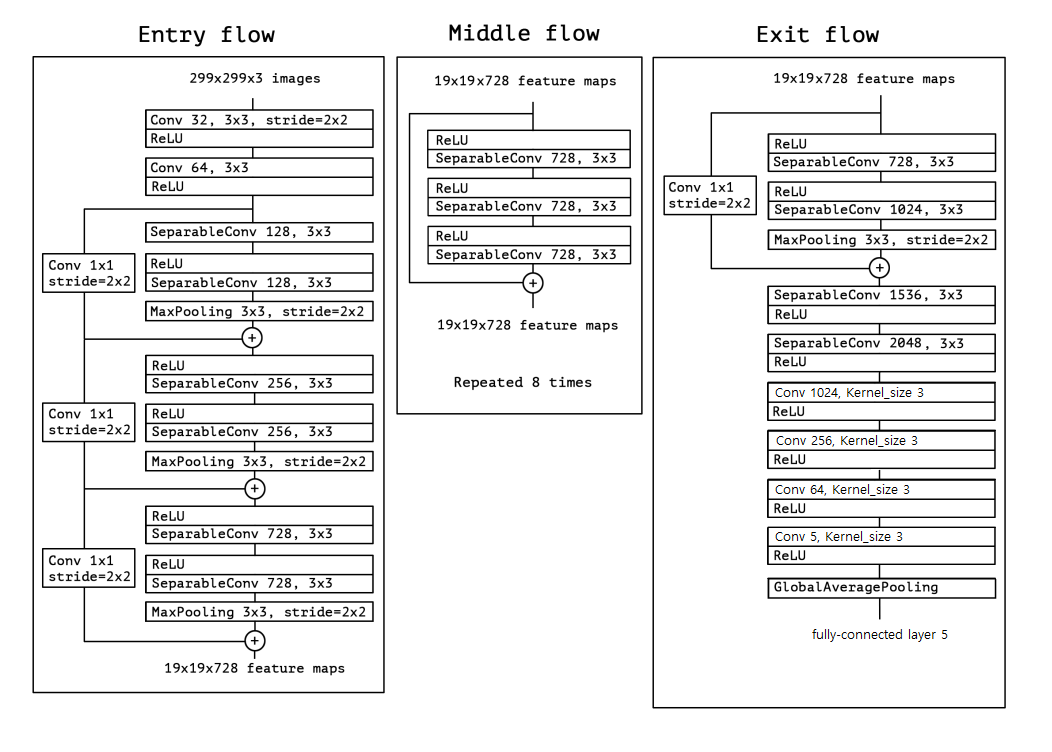 Entry flow
299x299x3 images
Conv 32, 3x3, stride=2x2
ReLU
Conv 64, 3x3
ReLU
SeparableConv 128, 3x3
Conv 1x1
stride=2x2
ReLU
SeparableConv 128, 3x3
MaxPooling 3x3, stride=2x2
+
ReLU
SeparableConv 256, 3x3
Conv 1x1
stride=2x2
ReLU
SeparableConv 256, 3x3
MaxPooling 3x3, stride=2x2
+
ReLU
SeparableConv 728, 3x3
Conv 1x1
stride=2x2
ReLU
SeparableConv 728, 3x3
MaxPooling 3x3, stride=2x2
+
19x19x728 feature maps
Middle flow
19x19x728 feature maps
ReLU
SeparableConv 728, 3x3
ReLU
SeparableConv 728, 3x3
ReLU
SeparableConv 728, 3x3
+
19x19x728 feature maps
Repeated 8 times
Exit flow
19x19x728 feature maps
ReLU
SeparableConv 728, 3x3
Conv 1x1
stride=2x2
ReLU
SeparableConv 1024, 3x3
MaxPooling 3x3, stride=2x2
+
SeparableConv 1536, 3x3
ReLU
SeparableConv 2048, 3x3
ReLU
Conv 1024, Kernel_size 3
ReLU
Conv 256, Kernel_size 3
ReLU
Conv 64, Kernel_size 3
ReLU
Conv 5, Kernel_size 3
ReLU
GlobalAveragePooling
fully-connected layer 5